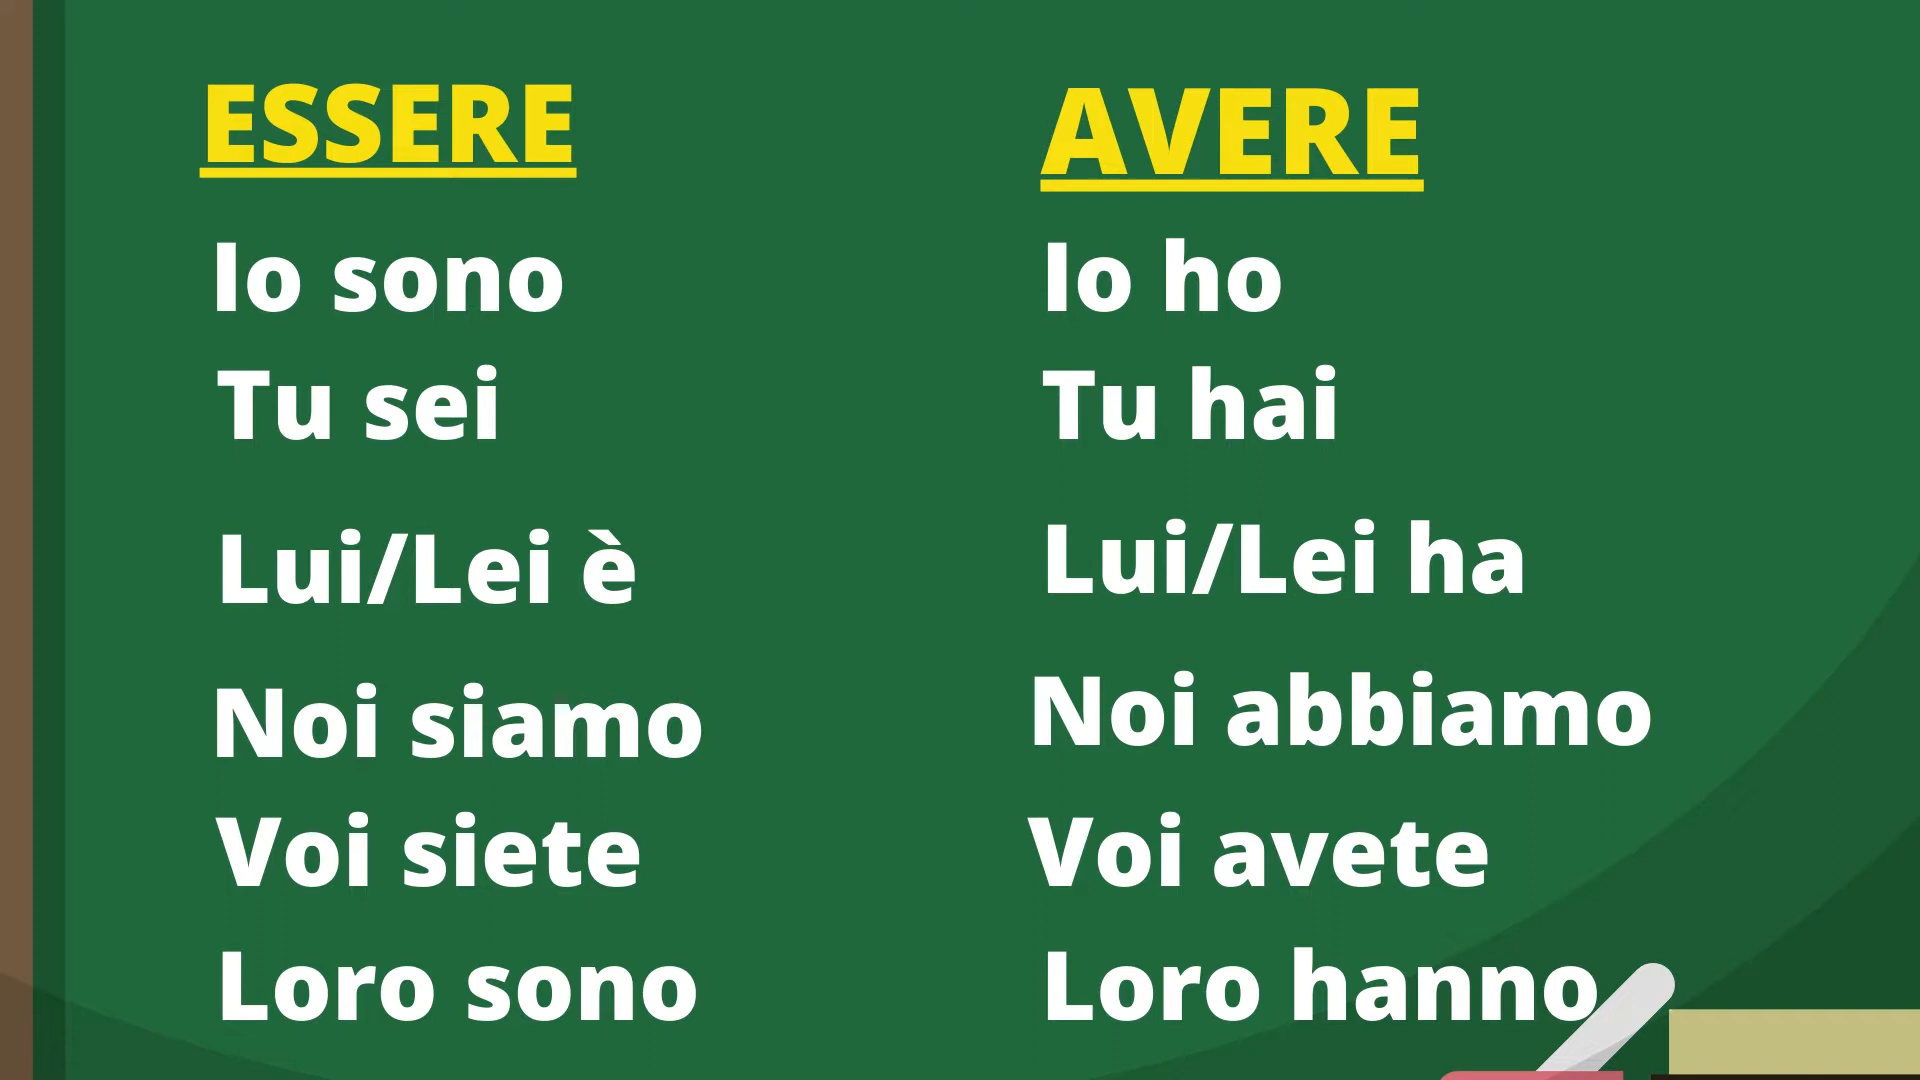 ESSERE
Io sono
Tu sei
Lui/Lei è
Noi siamo
Voi siete
Loro sono
AVERE
Io ho
Tu hai
Lui/Lei ha
Noi abbiamo
Voi avete
Loro hanno